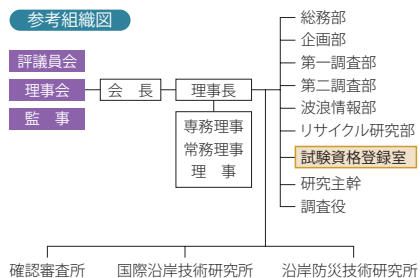 参考組織図
評議員会
理事会
監　事
会　長
理事長
専務理事
常務理事
理　事
総務部
企画部
第一調査部
第二調査部
波浪情報部
リサイクル研究部
試験資格登録室
研究主幹
調査役
確認審査所
国際沿岸技術研究所
沿岸防災技術研究所